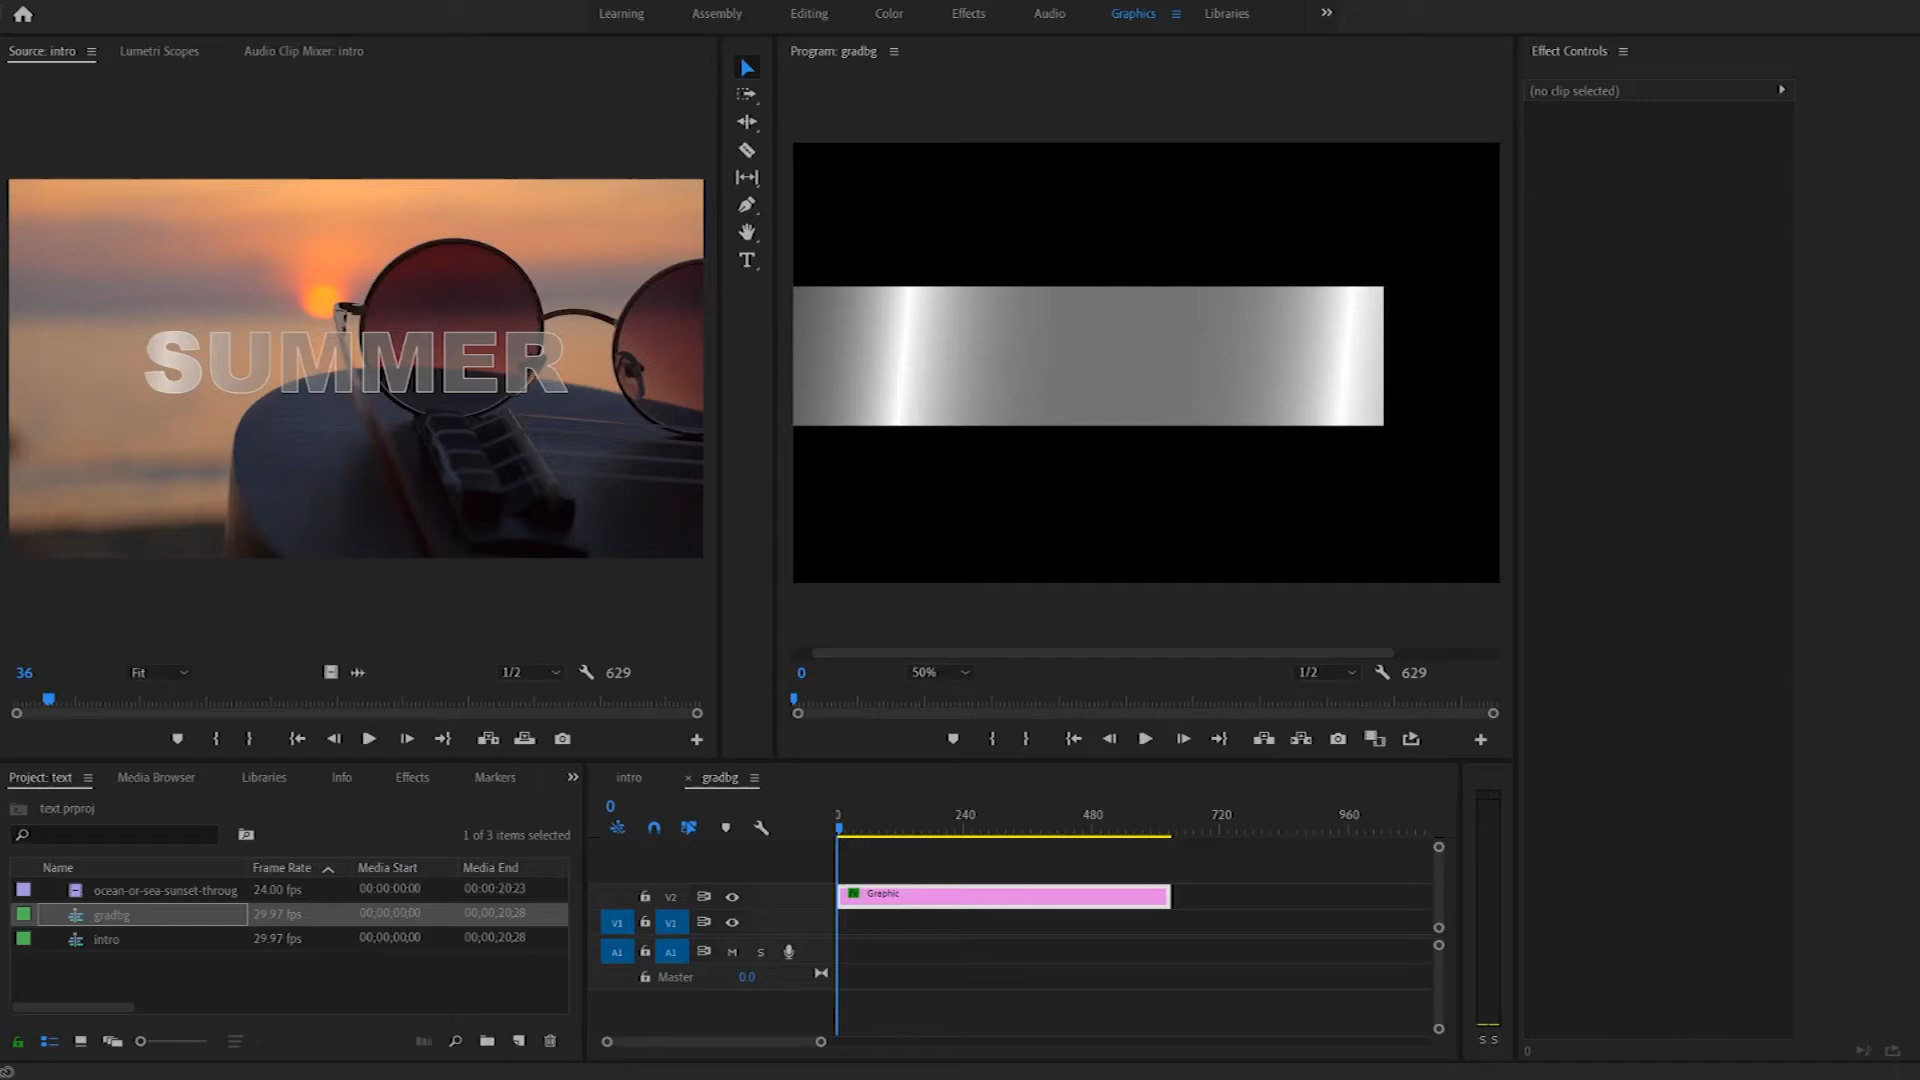 Learning Assembly Editing Color Effects Audio Graphics Libraries
Source: intro Lumetri Scopes Audio Clip Mixer: intro
Program: gradbg
Effect Controls
(no clip selected)
SUMMER
36 Fit 1/2 629
0 50% 1/2 629
Project: text Media Browser Libraries Info Effects Markers
text.prproj
1 of 3 items selected
Name Frame Rate Media Start Media End
ocean-or-sea-sunset-throug 24.00 fps 00:00:00:00 00:00:20:23
gradbg 29.97 fps 00;00;00;00 00;00;20;28
intro 29.97 fps 00;00;00;00 00;00;20;28
intro gradbg
0
0 240 480 720 960
V2 Graphic
V1 V1
A1 A1 M S
Master 0.0
S S
0